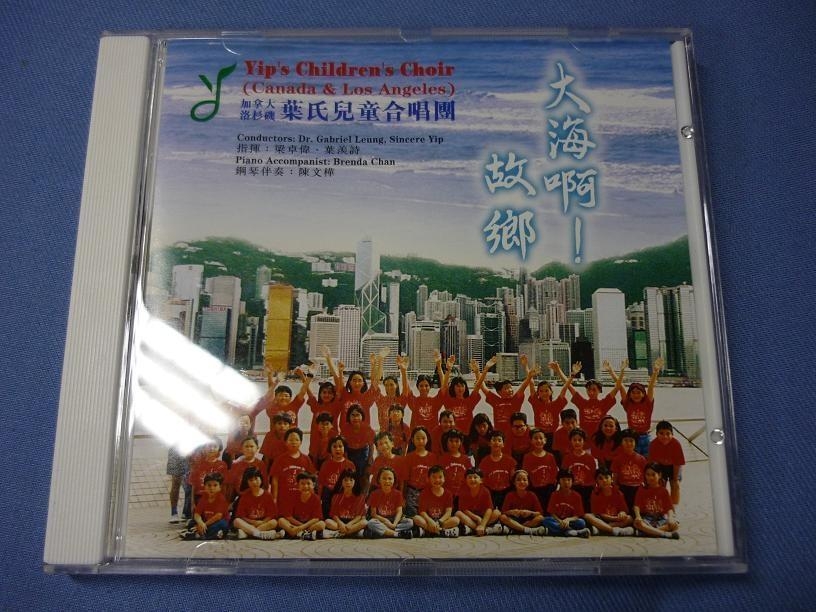 Yip's Children's Choir
(Canada & Los Angeles)
加拿大
洛杉磯
葉氏兒童合唱團
Conductors: Dr. Gabriel Leung, Sincere Yip
指揮：梁卓偉、葉羨詩
Piano Accompanist: Brenda Chan
鋼琴伴奏：陳文樺
大海啊！
故鄉